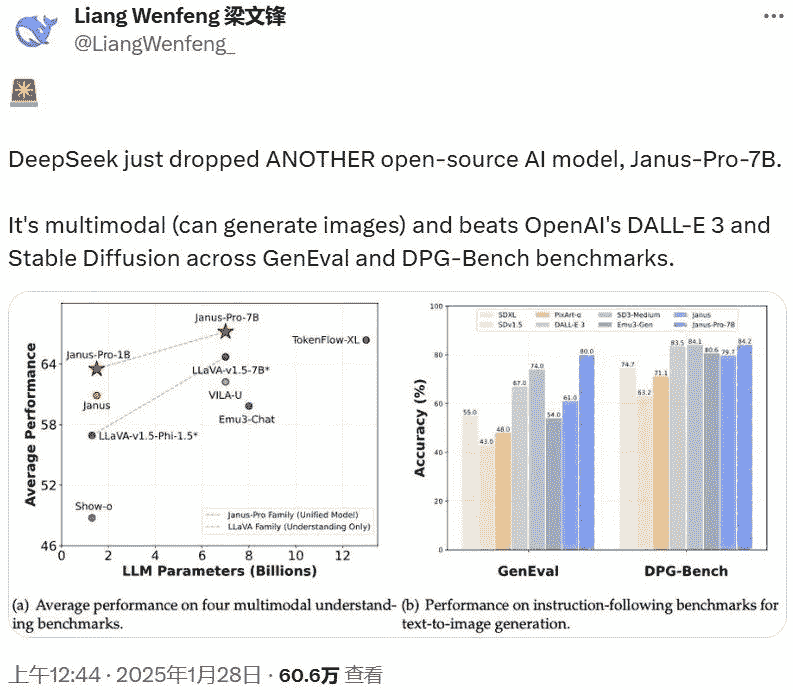 Liang Wenfeng 梁文锋
@LiangWenfeng_
DeepSeek just dropped ANOTHER open-source AI model, Janus-Pro-7B.
It's multimodal (can generate images) and beats OpenAI's DALL-E 3 and
Stable Diffusion across GenEval and DPG-Bench benchmarks.
Average Performance
64
58
52
46
Janus-Pro-7B
TokenFlow-XL
Janus-Pro-1B
LLaVA-v1.5-7B*
VILA-U
Janus
Emu3-Chat
LLaVA-v1.5-Phi-1.5*
Show-o
Janus-Pro Family (Unified Model)
LLaVA Family (Understanding Only)
0 2 4 6 8 10 12
LLM Parameters (Billions)
Accuracy (%)
100
80
60
40
20
0
SDXL PixArt-α SD3-Medium Janus
SDv1.5 DALL-E 3 Emu3-Gen Janus-Pro-7B
55.0 43.0 48.0 67.0 74.0 54.0 61.0 80.0
74.7 63.2 71.1 83.5 84.1 80.6 79.7 84.2
GenEval DPG-Bench
(a) Average performance on four multimodal understand-
ing benchmarks.
(b) Performance on instruction-following benchmarks for
text-to-image generation.
上午12:44 · 2025年1月28日 · 60.6万 查看